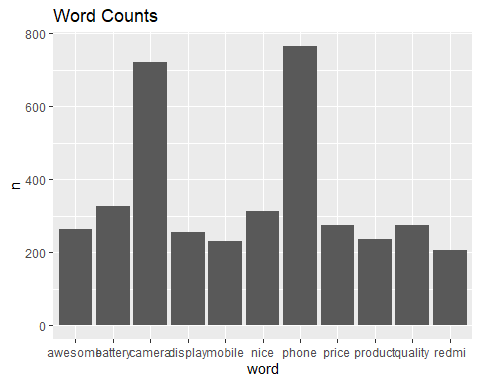 Word Counts
800
600
400
200
0
n
awesome battery camera display mobile nice phone price product quality redmi
word